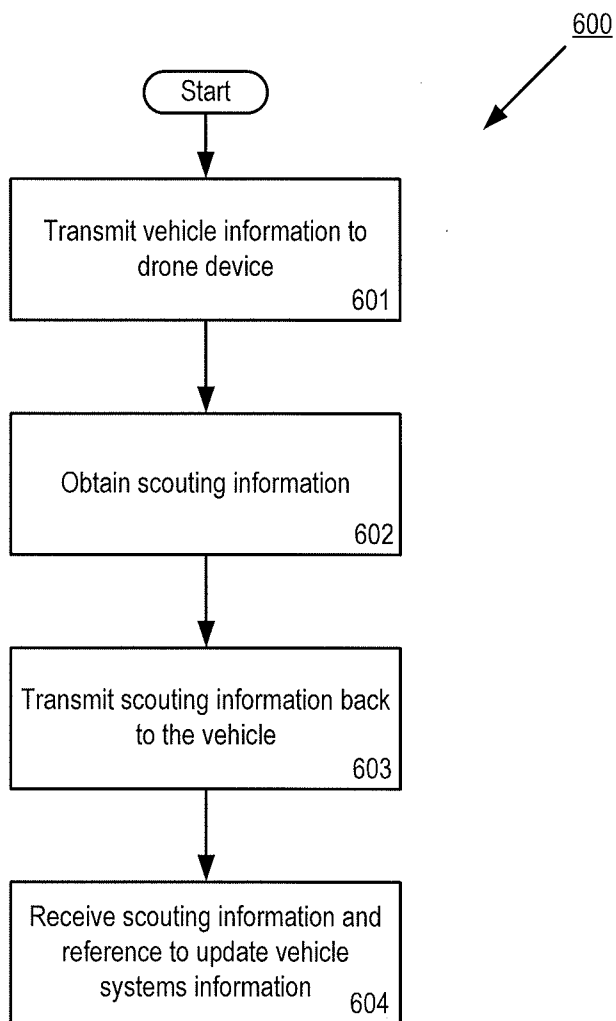 600
Start
Transmit vehicle information to
drone device
601
Obtain scouting information
602
Transmit scouting information back
to the vehicle
603
Receive scouting information and
reference to update vehicle
systems information
604